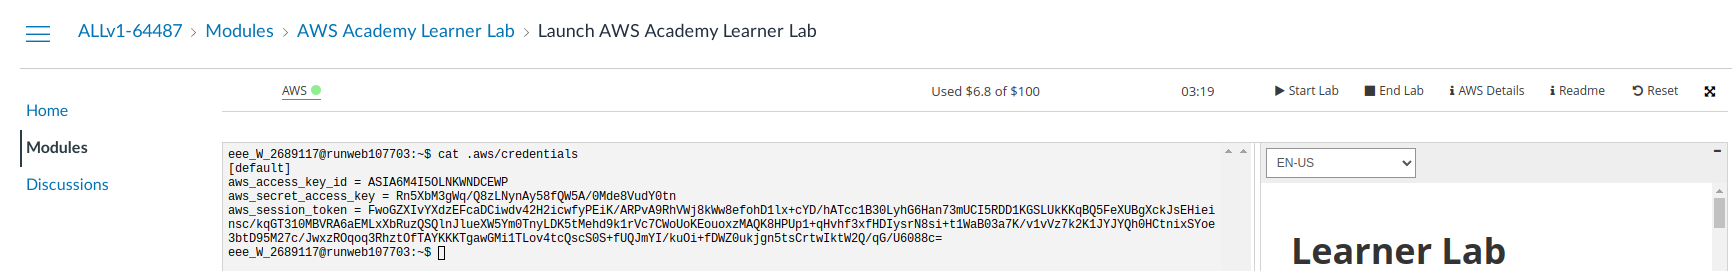 ALLv1-64487 › Modules › AWS Academy Learner Lab › Launch AWS Academy Learner Lab
AWS
Used $6.8 of $100
03:19
Start Lab
End Lab
AWS Details
Readme
Reset
Home
Modules
Discussions
eee_W_2689117@runweb107703:~$ cat .aws/credentials
[default]
aws_access_key_id = ASIA6M4I5OLNKWNDCEWP
aws_secret_access_key = Rn5XbM3gWq/Q8zLNynAy58fQW5A/0Mde8VudY0tn
aws_session_token = FwoGZXIvYXdzEFcaDCiwdv42H2icwfyPEiK/ARPvA9RhVWj8kWw8efohD1lx+cYD/hATcc1B30LyhG6Han73mUCI5RDD1KGSLUkKKqBQ5FeXUBgXckJsEHiei
nsc/kqGT310MBVRA6aEMLxXbRuzQSQlnJlueXW5Ym0TnyLDK5tMehd9k1rVc7CWoUoKEouoxzMAQK8HPUp1+qHvhf3xfHDIysrN8si+t1WaB03a7K/v1vVz7k2K1JYJYQh0HCtnixSYoe
3btD95M27c/JwxzROqoq3RhztOfTAYKKKTgawGMi1TLov4tcQscS0S+fUQJmYI/kuOi+fDWZ0ukjgn5tsCrtwIktW2Q/qG/U6088c=
eee_W_2689117@runweb107703:~$
EN-US
Learner Lab